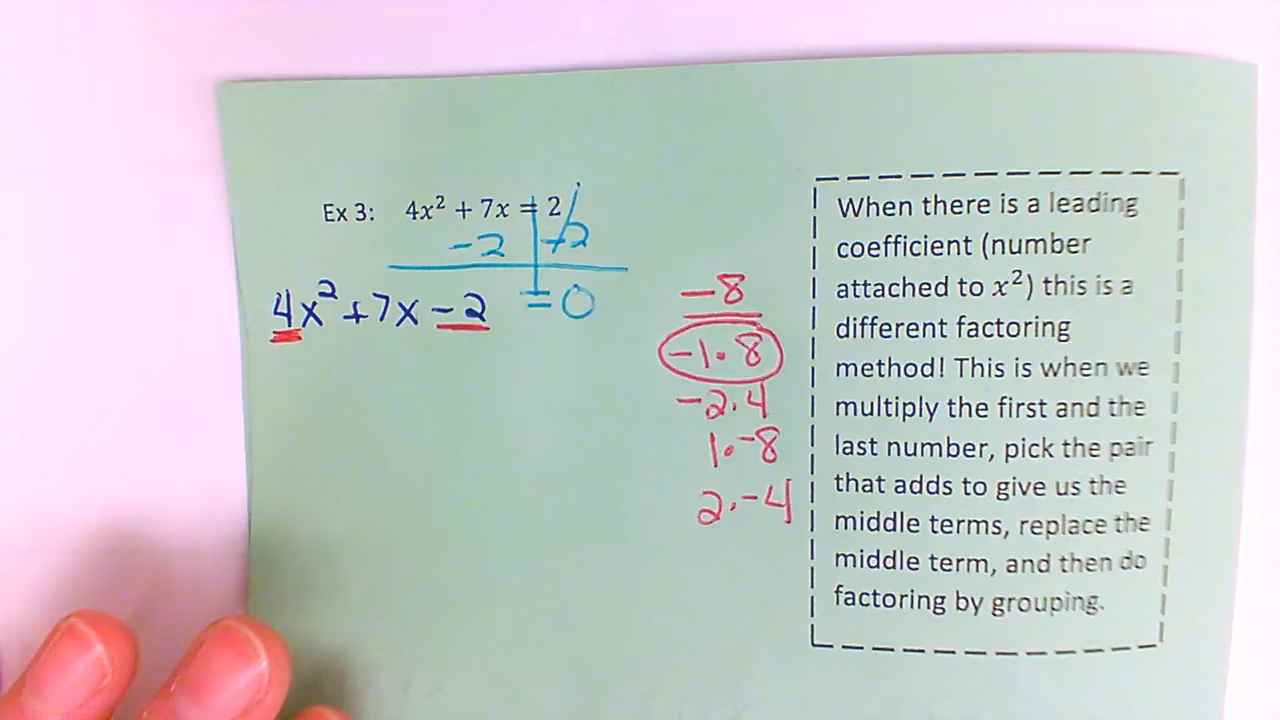 Ex 3: 4x² + 7x = 2
-2 -2
4x² + 7x - 2 = 0
-8
-1 · 8
-2 · 4
1 · -8
2 · -4
When there is a leading
coefficient (number
attached to x²) this is a
different factoring
method! This is when we
multiply the first and the
last number, pick the pair
that adds to give us the
middle terms, replace the
middle term, and then do
factoring by grouping.